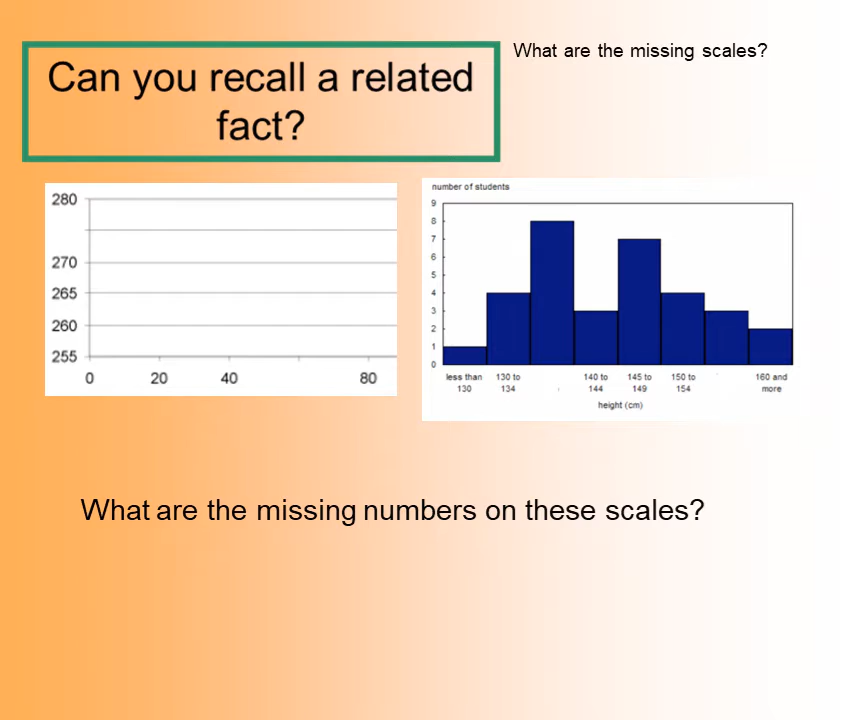 Can you recall a related
fact?
What are the missing scales?
280
270
265
260
255
0 20 40 80
number of students
9
8
7
6
5
4
3
2
1
0
less than 130 to 140 to 145 to 150 to 160 and
130 134 144 149 154 more
height (cm)
What are the missing numbers on these scales?